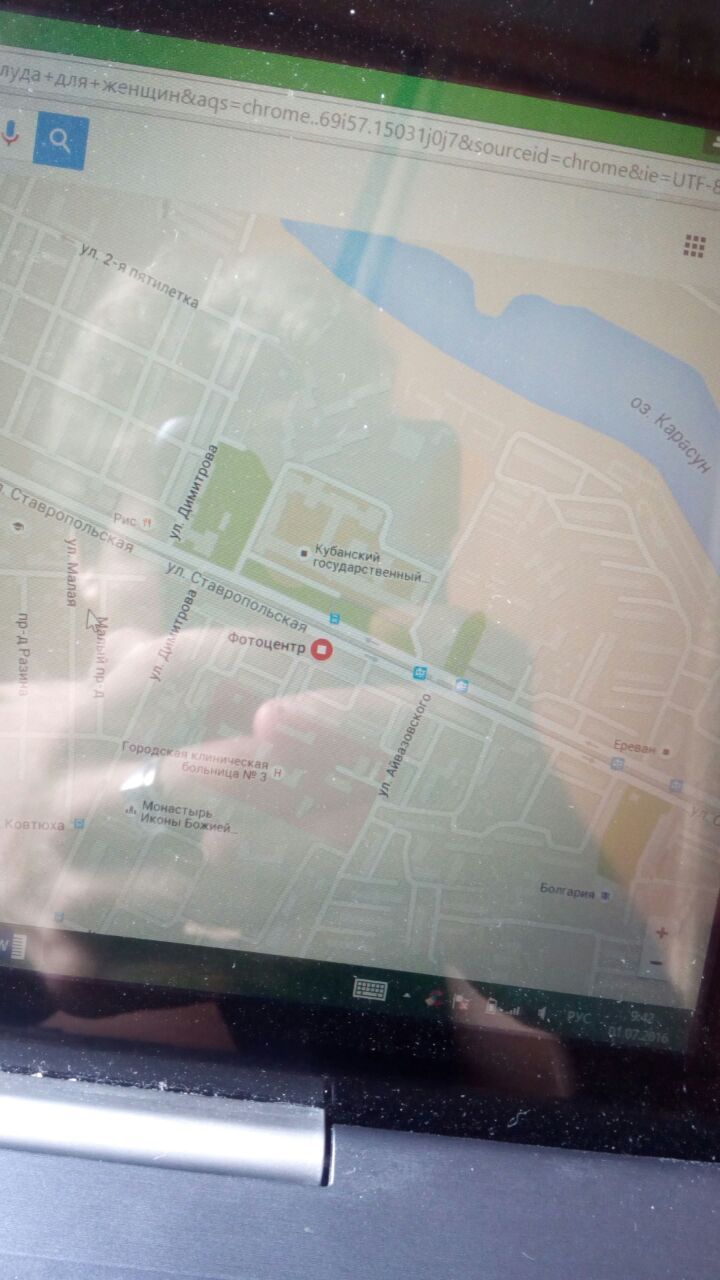 луда+для+женщин&aqs=chrome..69i57.15031j0j7&sourceid=chrome&ie=UTF-8
ул. 2-я пятилетка
оз. Карасун
ул. Димитрова
Рис
ул. Ставропольская
Кубанский
государственный...
ул. Ставропольская
ул. Малая
ул. Димитрова
Фотоцентр
пр-д Разина
Малый пр-д
ул. Айвазовского
Ереван
Городская клиническая
больница № 3
Монастырь
Иконы Божией...
Ковтюха
Болгария
РУС
9:42
01.07.2016